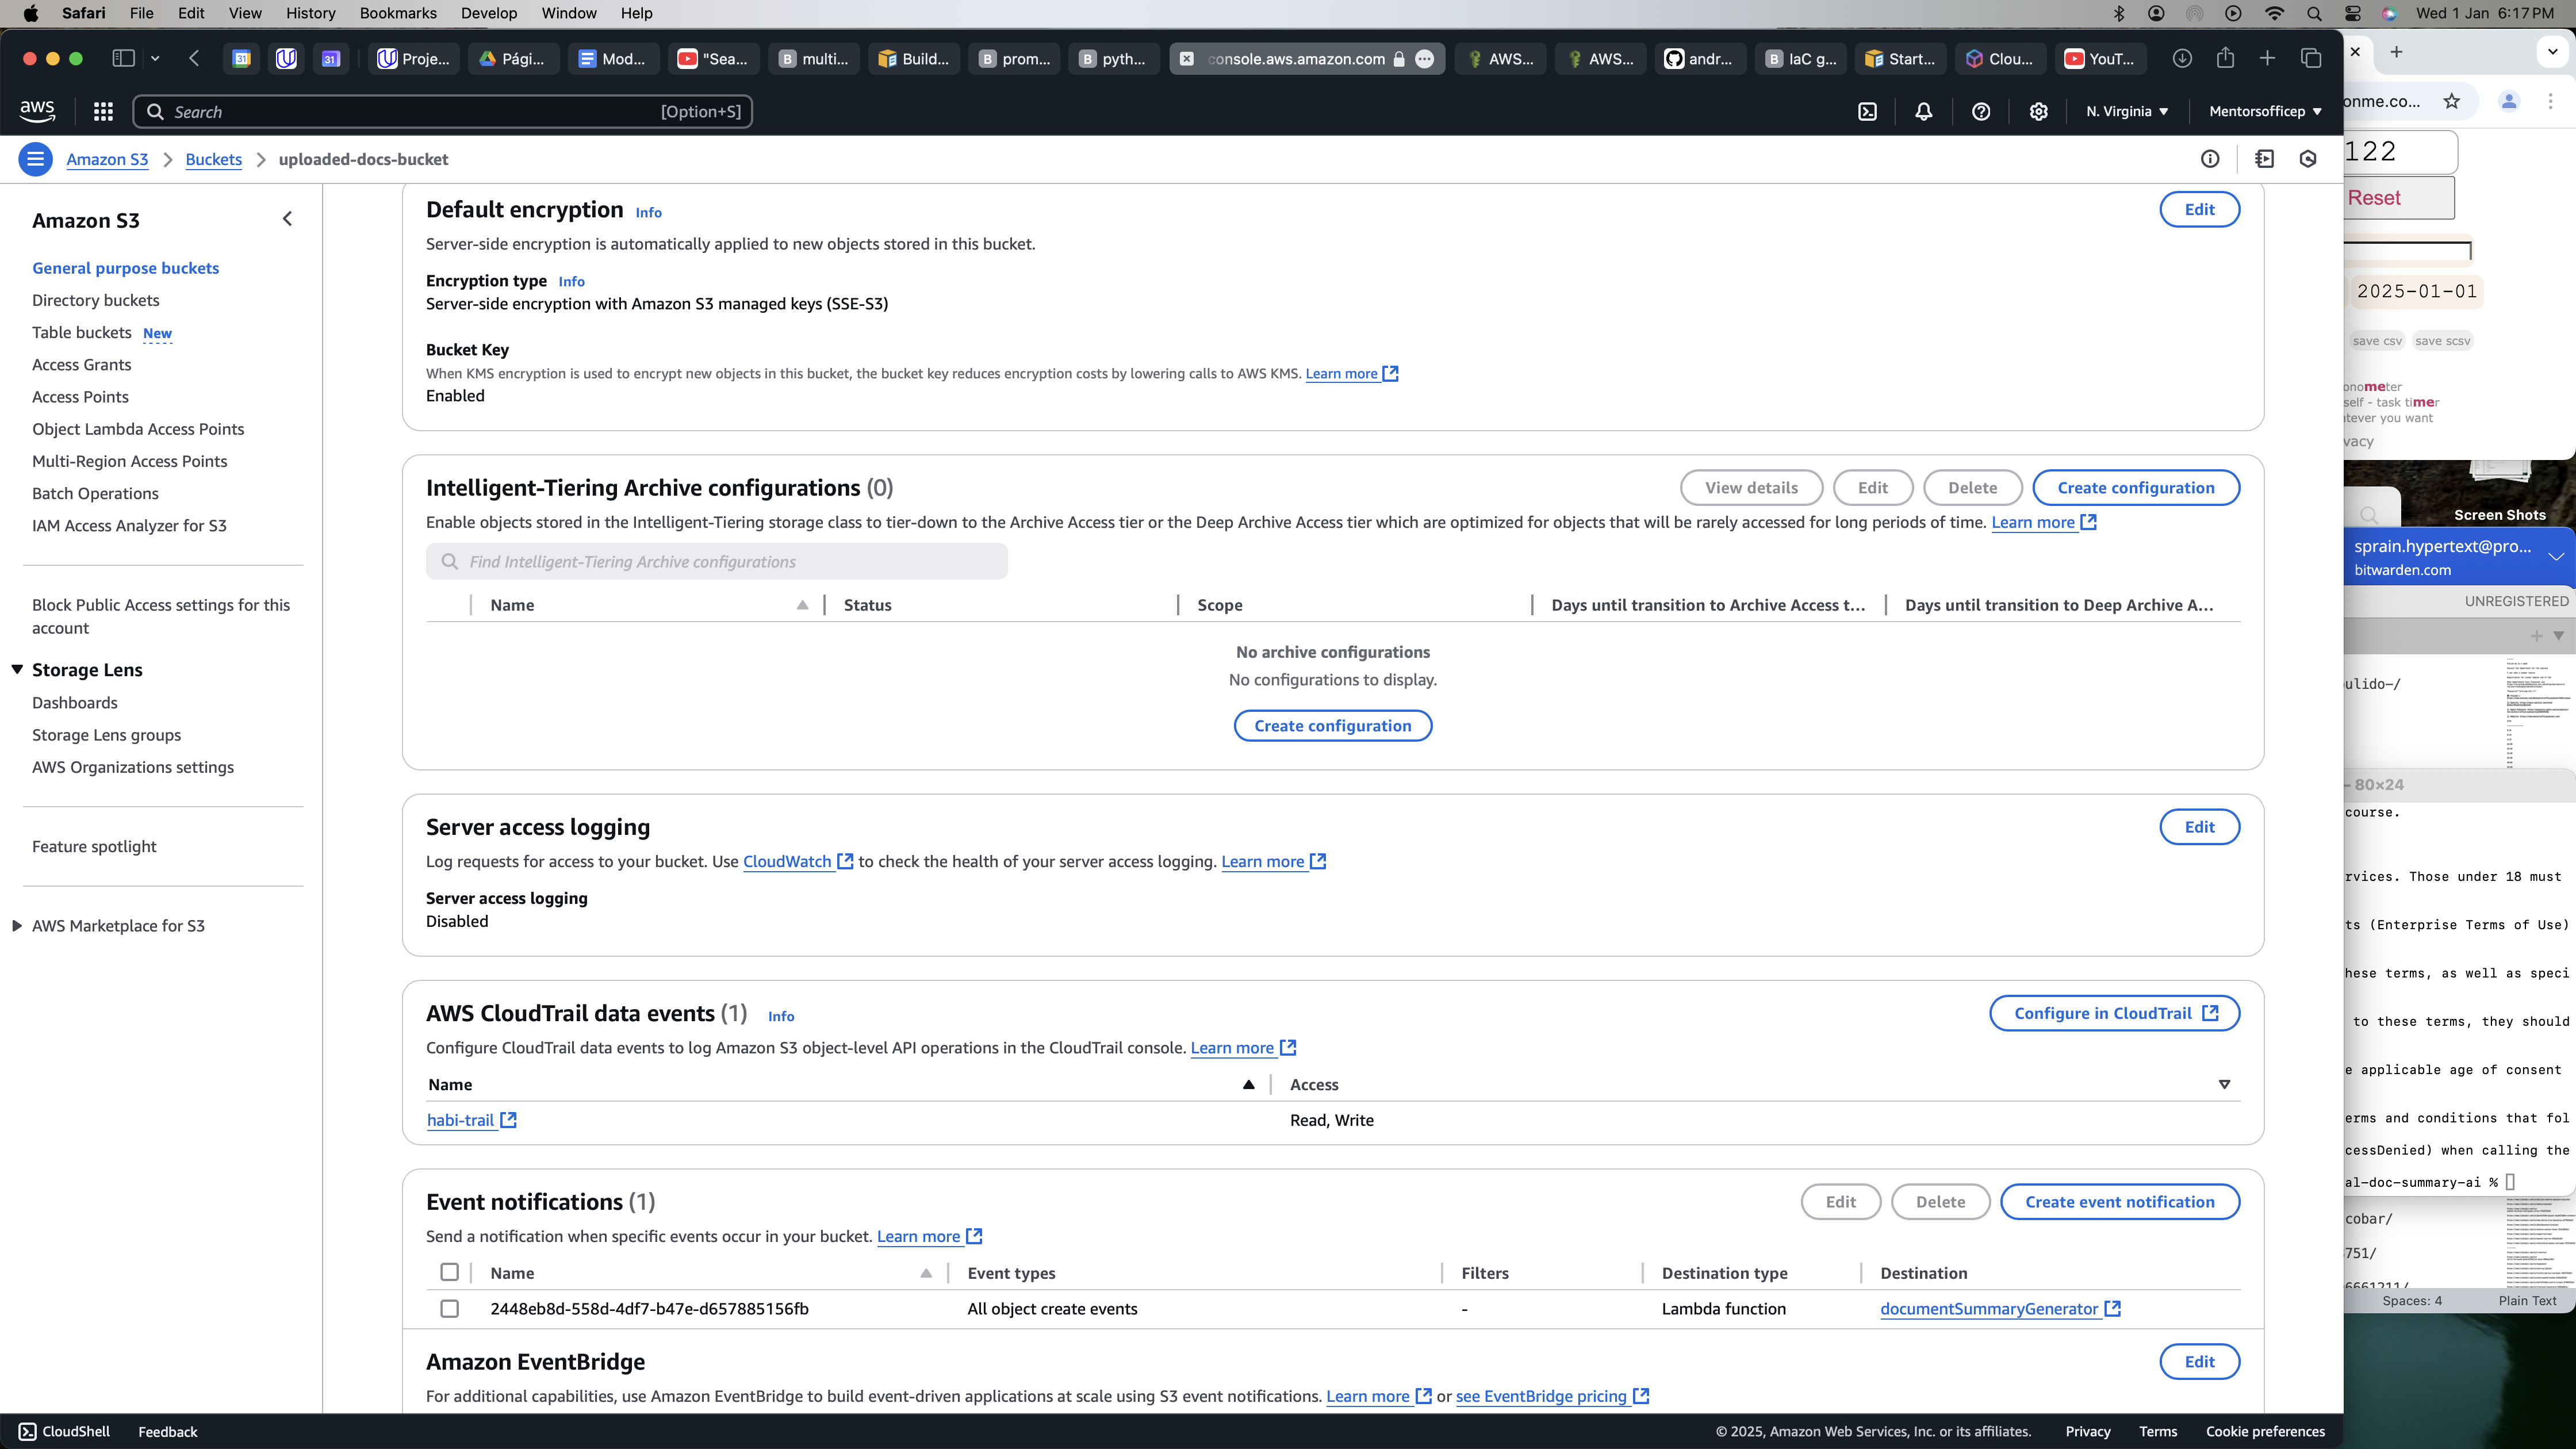 Safari File Edit View History Bookmarks Develop Window Help Wed 1 Jan 6:17 PM
31 31 Proje... Pági... Mod... "Sea... B multi... Build... B prom... B pyth... console.aws.amazon.com AWS... AWS... andr... B IaC g... Start... Clou... YouT...
aws Search [Option+S] N. Virginia Mentorsofficep
Amazon S3 Buckets uploaded-docs-bucket
Amazon S3
General purpose buckets
Directory buckets
Table buckets New
Access Grants
Access Points
Object Lambda Access Points
Multi-Region Access Points
Batch Operations
IAM Access Analyzer for S3
Block Public Access settings for this
account
Storage Lens
Dashboards
Storage Lens groups
AWS Organizations settings
Feature spotlight
AWS Marketplace for S3
Default encryption Info Edit
Server-side encryption is automatically applied to new objects stored in this bucket.
Encryption type Info
Server-side encryption with Amazon S3 managed keys (SSE-S3)
Bucket Key
When KMS encryption is used to encrypt new objects in this bucket, the bucket key reduces encryption costs by lowering calls to AWS KMS. Learn more
Enabled
Intelligent-Tiering Archive configurations (0) View details Edit Delete Create configuration
Enable objects stored in the Intelligent-Tiering storage class to tier-down to the Archive Access tier or the Deep Archive Access tier which are optimized for objects that will be rarely accessed for long periods of time. Learn more
Find Intelligent-Tiering Archive configurations
Name Status Scope Days until transition to Archive Access t... Days until transition to Deep Archive A...
No archive configurations
No configurations to display.
Create configuration
Server access logging Edit
Log requests for access to your bucket. Use CloudWatch to check the health of your server access logging. Learn more
Server access logging
Disabled
AWS CloudTrail data events (1) Info Configure in CloudTrail
Configure CloudTrail data events to log Amazon S3 object-level API operations in the CloudTrail console. Learn more
Name Access
habi-trail Read, Write
Event notifications (1) Edit Delete Create event notification
Send a notification when specific events occur in your bucket. Learn more
Name Event types Filters Destination type Destination
2448eb8d-558d-4df7-b47e-d657885156fb All object create events - Lambda function documentSummaryGenerator
Amazon EventBridge Edit
For additional capabilities, use Amazon EventBridge to build event-driven applications at scale using S3 event notifications. Learn more or see EventBridge pricing
CloudShell Feedback © 2025, Amazon Web Services, Inc. or its affiliates. Privacy Terms Cookie preferences
onme.co...
122
Reset
2025-01-01
save csv save scsv
onometer
self - task timer
atever you want
vacy
Screen Shots
sprain.hypertext@pro...
bitwarden.com
UNREGISTERED
ulido-/
80×24
course.
rvices. Those under 18 must
ts (Enterprise Terms of Use)
hese terms, as well as speci
to these terms, they should
e applicable age of consent
erms and conditions that fol
cessDenied) when calling the
al-doc-summary-ai %
cobar/
751/
6661211/
Spaces: 4 Plain Text